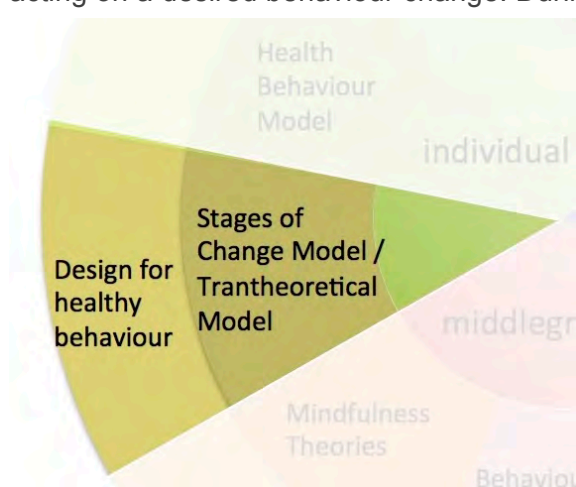 acting on a desired behaviour change. Duri
Health
Behaviour
Model
individual
Stages of
Change Model /
Trantheoretical
Model
Design for
healthy
behaviour
middlegr
Mindfulness
Theories
Behaviou